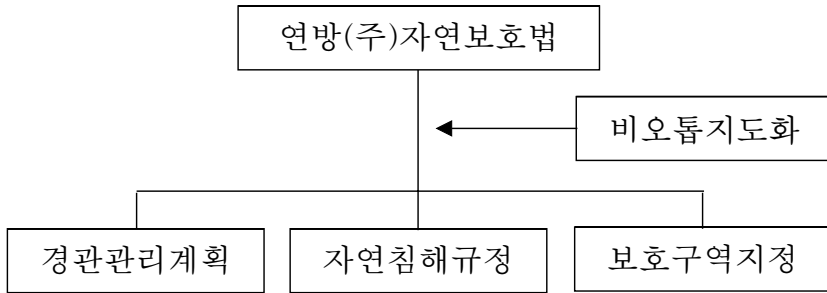 연방(주)자연보호법
비오톱지도화
경관관리계획
자연침해규정
보호구역지정